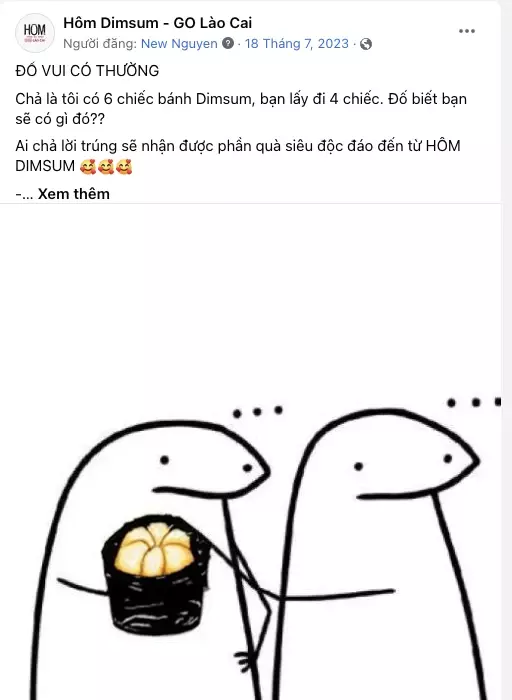 HÔM
Hôm Dimsum - GO Lào Cai
Người đăng: New Nguyen · 18 Tháng 7, 2023 ·
ĐỐ VUI CÓ THƯỞNG
Chả là tôi có 6 chiếc bánh Dimsum, bạn lấy đi 4 chiếc. Đố biết bạn
sẽ có gì đó??
Ai chả lời trúng sẽ nhận được phần quà siêu độc đáo đến từ HÔM
DIMSUM 🥰🥰🥰
-... Xem thêm